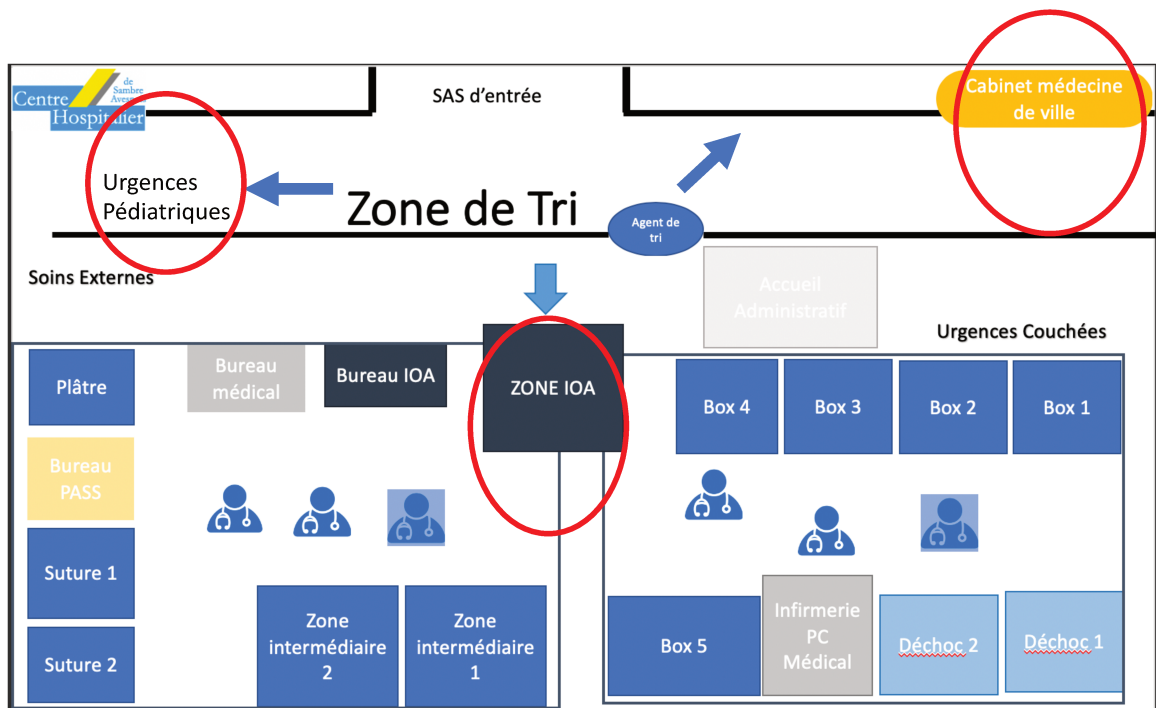 Centre
de
Sambre
Avesnois
Hospitalier
SAS d'entrée
Cabinet médecine
de ville
Urgences
Pédiatriques
Zone de Tri
Agent de
tri
Soins Externes
Accueil
Administratif
Urgences Couchées
Plâtre
Bureau
médical
Bureau IOA
ZONE IOA
Box 4
Box 3
Box 2
Box 1
Bureau
PASS
Suture 1
Suture 2
Zone
intermédiaire
2
Zone
intermédiaire
1
Box 5
Infirmerie
PC
Médical
Déchoc 2
Déchoc 1